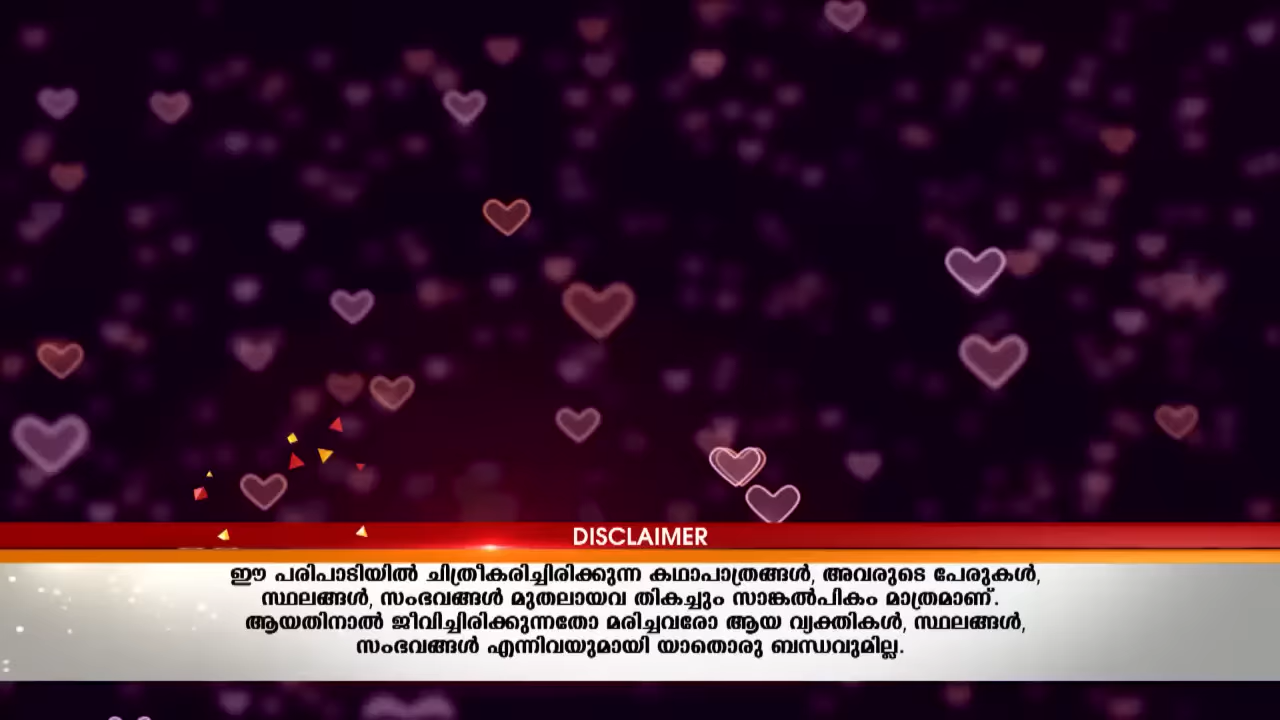 DISCLAIMER
ഈ പരിപാടിയിൽ ചിത്രീകരിച്ചിരിക്കുന്ന കഥാപാത്രങ്ങൾ, അവരുടെ പേരുകൾ,
സ്ഥലങ്ങൾ, സംഭവങ്ങൾ മുതലായവ തികച്ചും സാങ്കൽപികം മാത്രമാണ്.
ആയതിനാൽ ജീവിച്ചിരിക്കുന്നതോ മരിച്ചവരോ ആയ വ്യക്തികൾ, സ്ഥലങ്ങൾ,
സംഭവങ്ങൾ എന്നിവയുമായി യാതൊരു ബന്ധവുമില്ല.